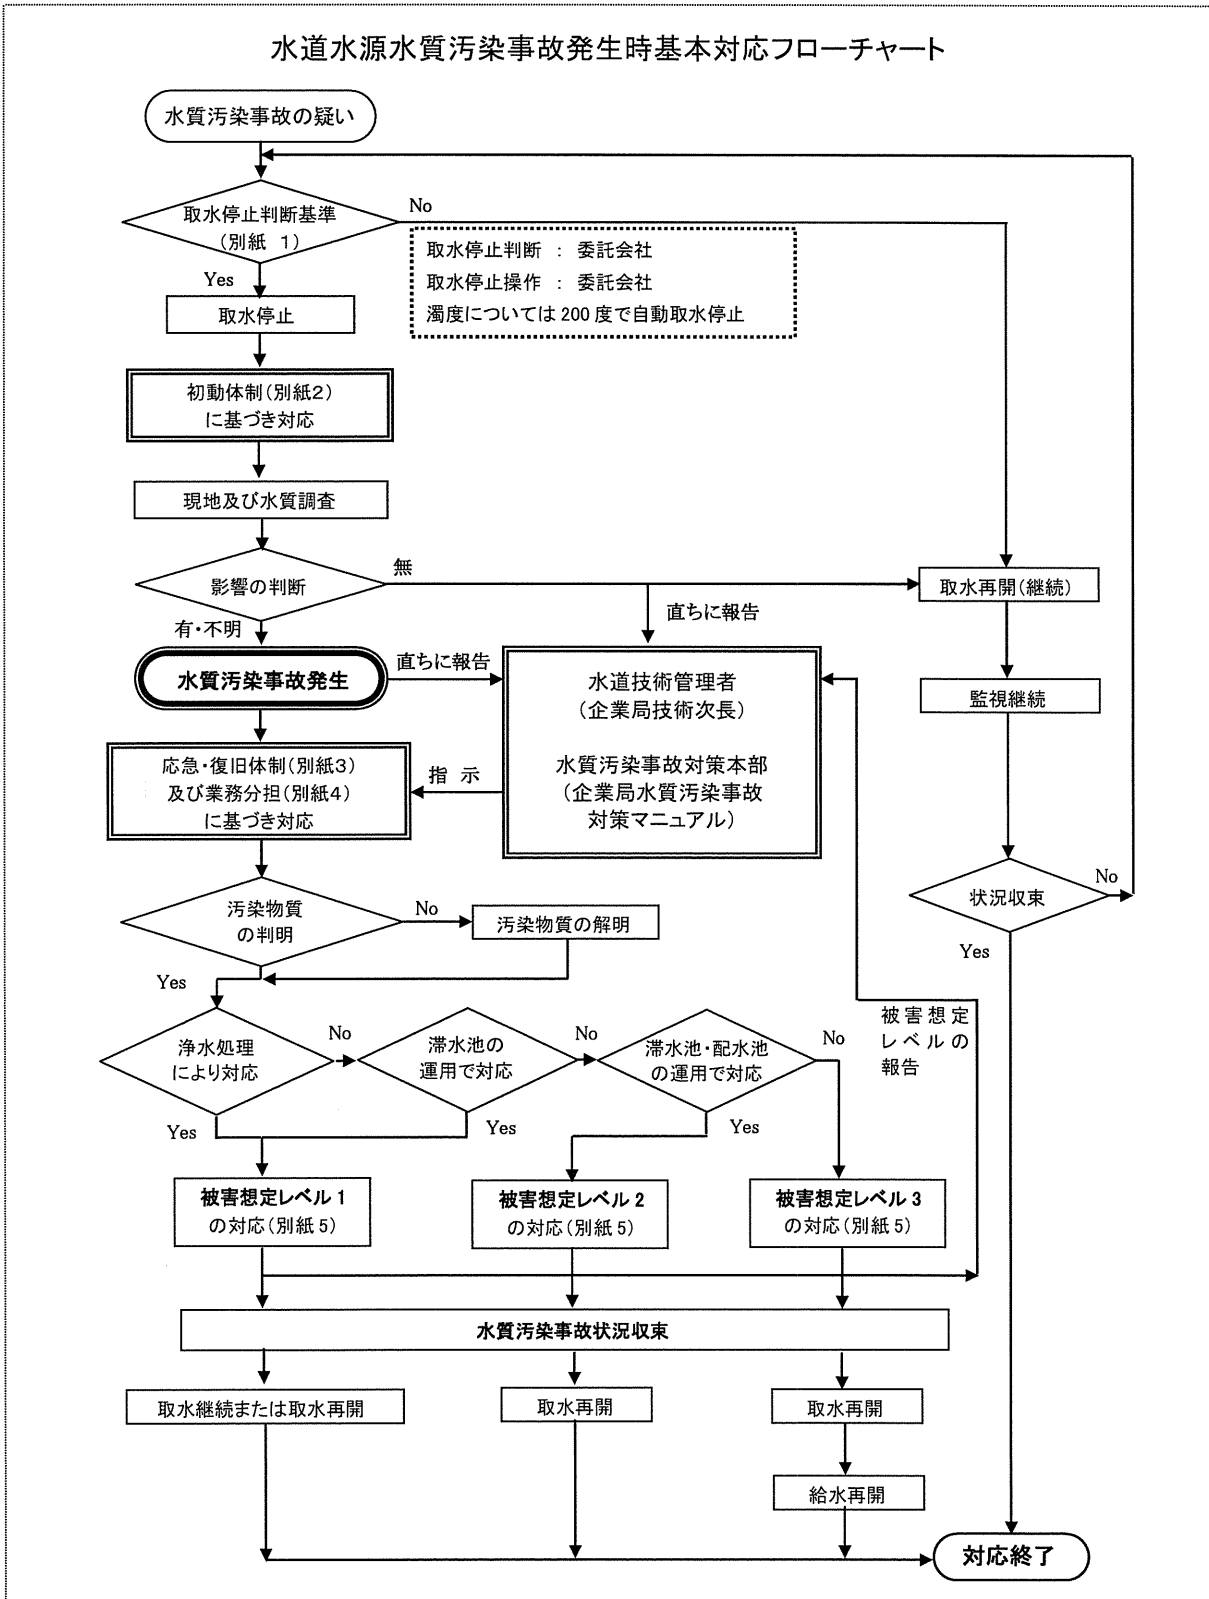 水道水源水質汚染事故発生時基本対応フローチャート
水質汚染事故の疑い
取水停止判断基準
(別紙 1)
No
Yes
取水停止判断 : 委託会社
取水停止操作 : 委託会社
濁度については 200 度で自動取水停止
取水停止
初動体制(別紙2)
に基づき対応
現地及び水質調査
影響の判断
無
有・不明
直ちに報告
取水再開(継続)
水質汚染事故発生
直ちに報告
水道技術管理者
(企業局技術次長)
水質汚染事故対策本部
(企業局水質汚染事故
対策マニュアル)
監視継続
応急・復旧体制(別紙3)
及び業務分担(別紙4)
に基づき対応
指 示
状況収束
No
Yes
汚染物質
の判明
No
汚染物質の解明
Yes
浄水処理
により対応
No
滞水池の
運用で対応
No
滞水池・配水池
の運用で対応
No
被害想定
レベルの
報告
Yes
Yes
Yes
被害想定レベル 1
の対応(別紙 5)
被害想定レベル 2
の対応(別紙 5)
被害想定レベル 3
の対応(別紙 5)
水質汚染事故状況収束
取水継続または取水再開
取水再開
取水再開
給水再開
対応終了